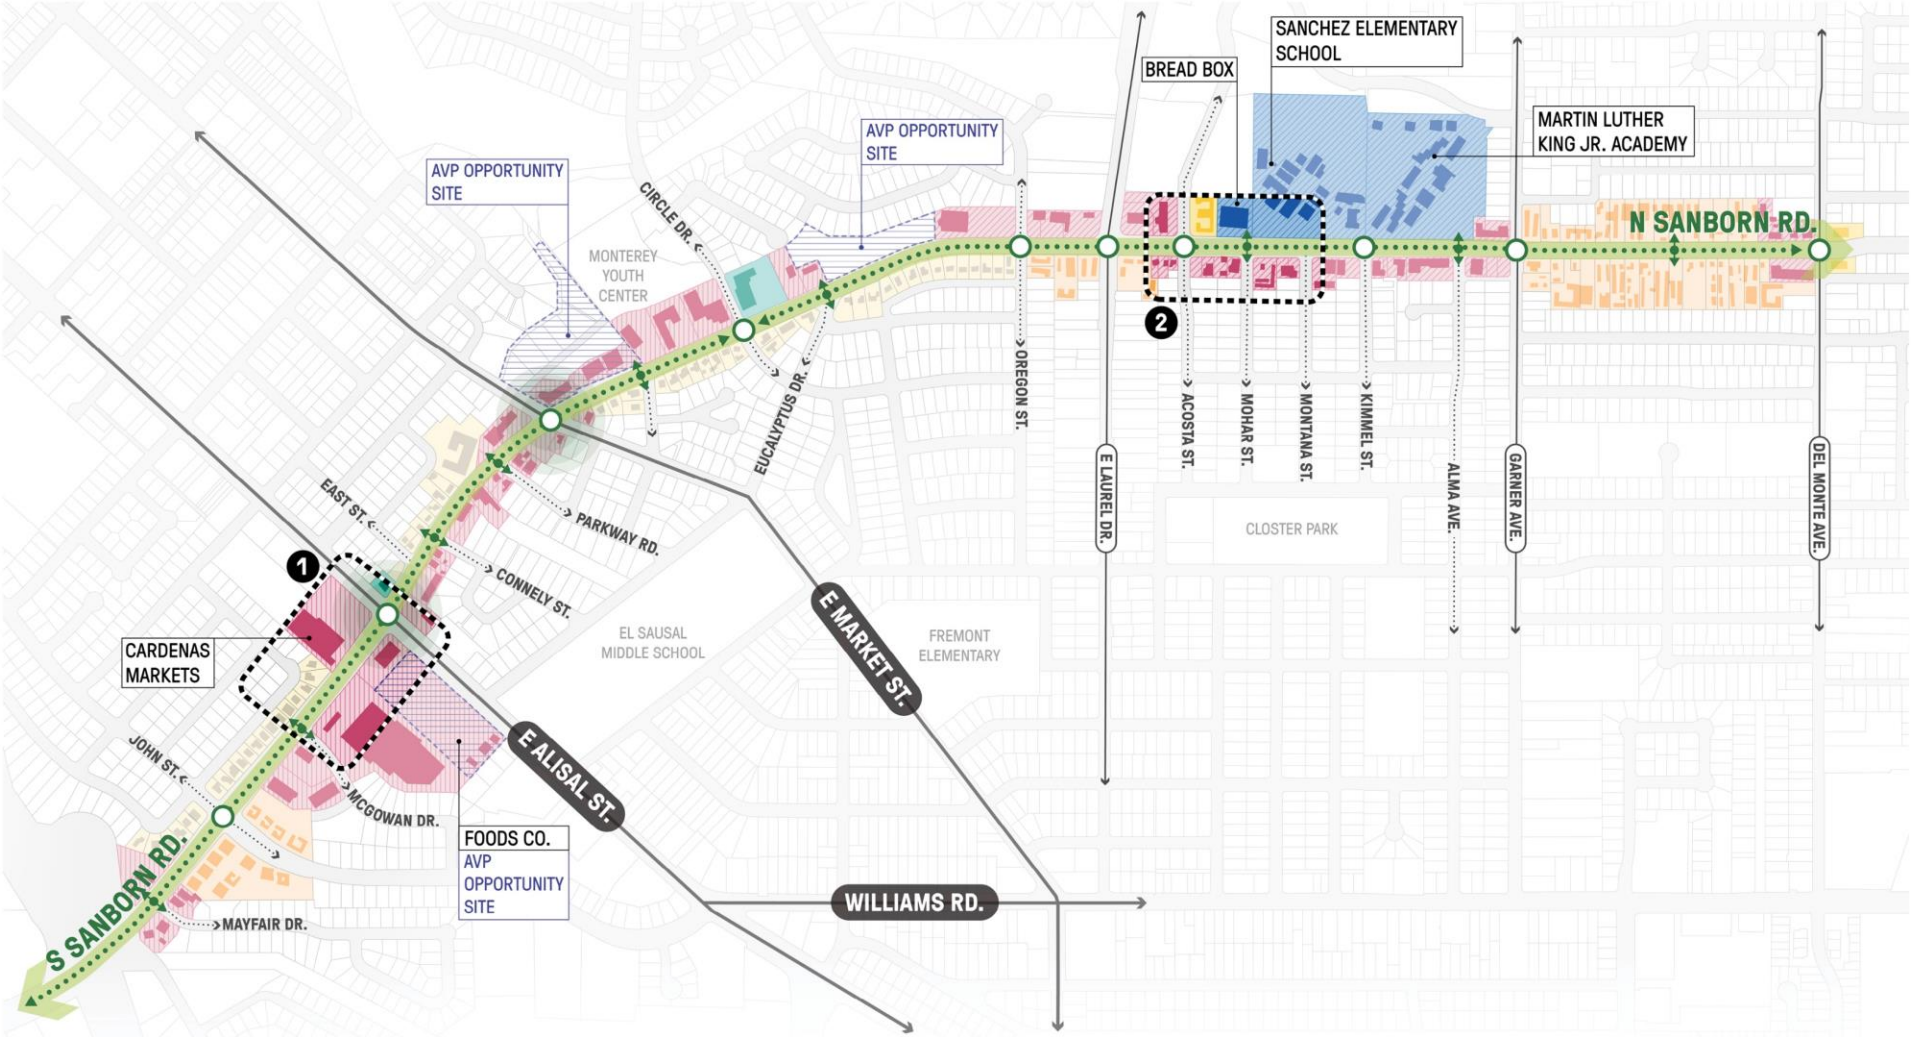 SANCHEZ ELEMENTARY
SCHOOL
BREAD BOX
MARTIN LUTHER
KING JR. ACADEMY
AVP OPPORTUNITY
SITE
AVP OPPORTUNITY
SITE
CIRCLE DR.
N SANBORN RD.
MONTEREY
YOUTH
CENTER
2
OREGON ST.
EUCALYPTUS DR.
ACOSTA ST.
MOHAR ST.
MONTANA ST.
KIMMEL ST.
E LAUREL DR.
ALMA AVE.
GARNER AVE.
DEL MONTE AVE.
EAST ST.
PARKWAY RD.
CLOSTER PARK
1
CONNELY ST.
E MARKET ST.
EL SAUSAL
MIDDLE SCHOOL
FREMONT
ELEMENTARY
CARDENAS
MARKETS
JOHN ST.
E ALISAL ST.
MCGOWAN DR.
FOODS CO.
AVP
OPPORTUNITY
SITE
S SANBORN RD.
MAYFAIR DR.
WILLIAMS RD.